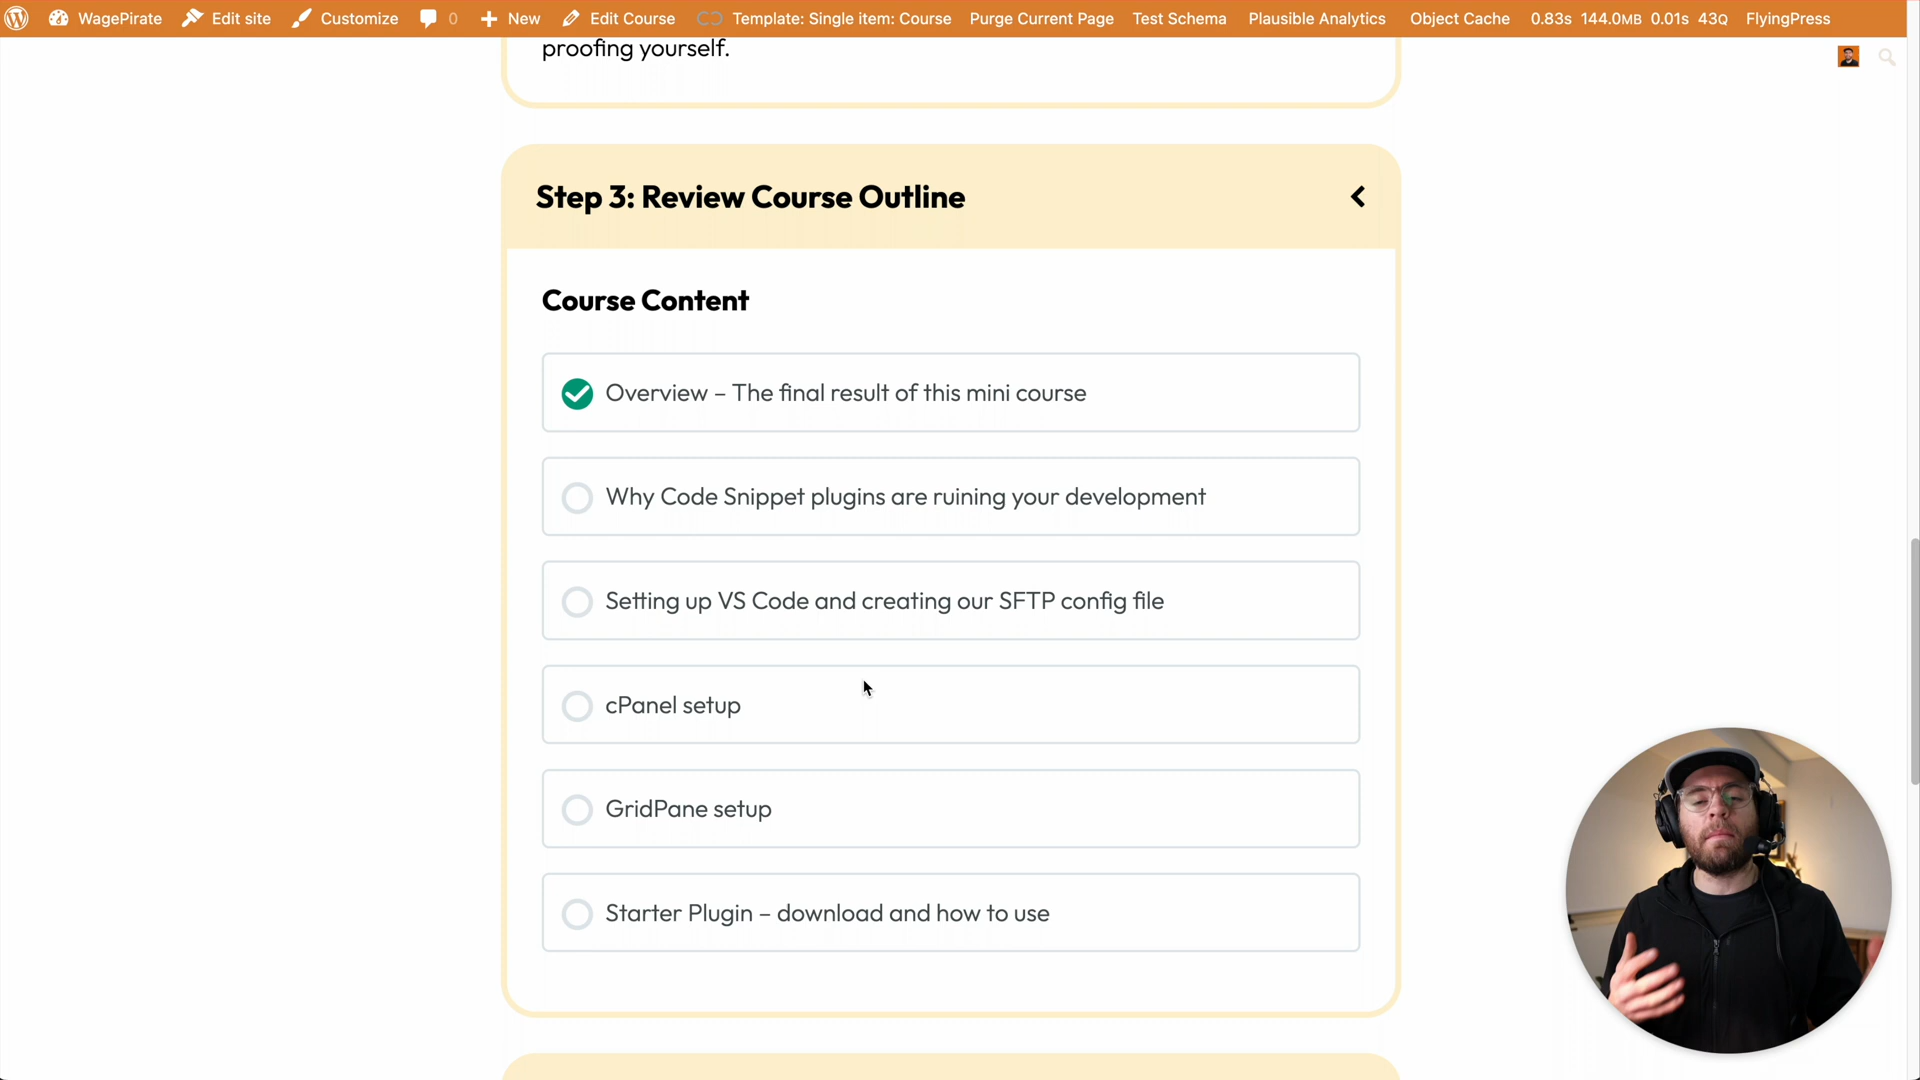 WagePirate Edit site Customize 0 New Edit Course Template: Single item: Course Purge Current Page Test Schema Plausible Analytics Object Cache 0.83s 144.0MB 0.01s 43Q FlyingPress
proofing yourself.
Step 3: Review Course Outline
Course Content
Overview – The final result of this mini course
Why Code Snippet plugins are ruining your development
Setting up VS Code and creating our SFTP config file
cPanel setup
GridPane setup
Starter Plugin – download and how to use